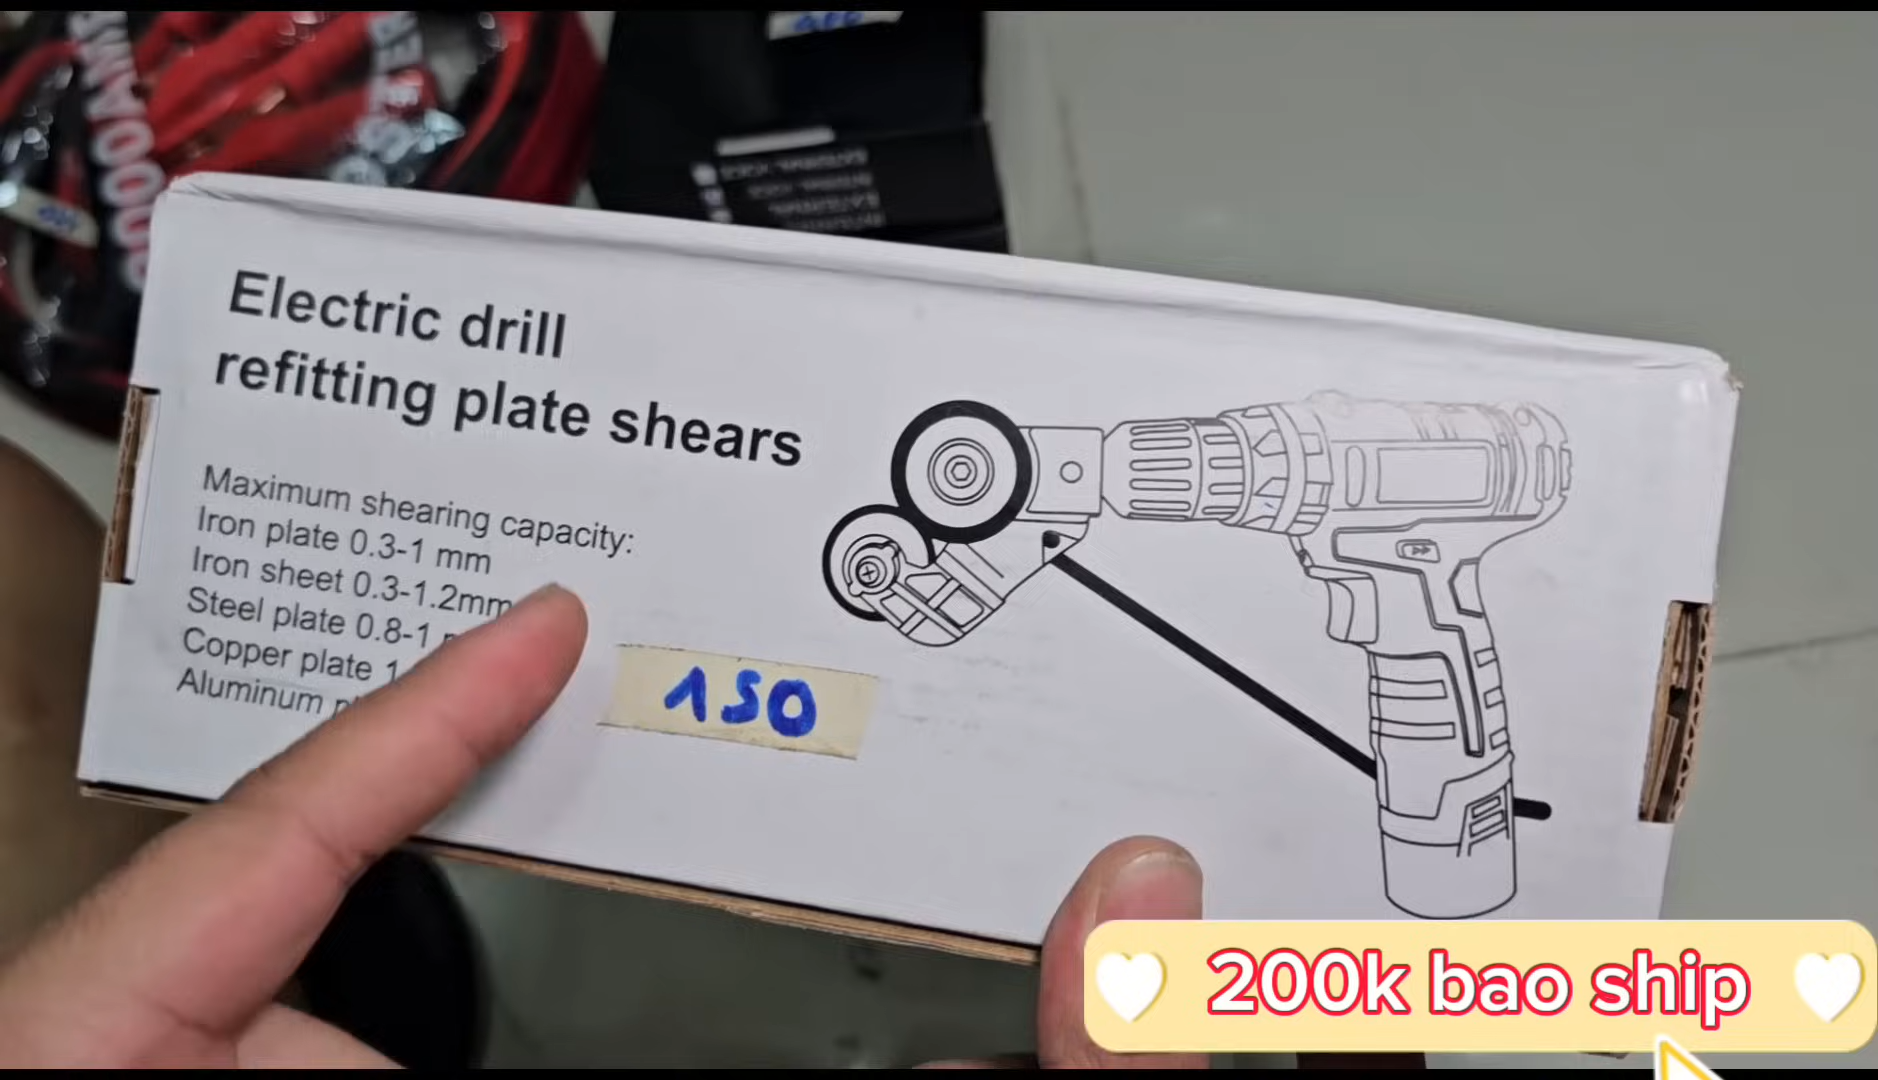 Electric drill
refitting plate shears
Maximum shearing capacity:
Iron plate 0.3-1 mm
Iron sheet 0.3-1.2mm
Steel plate 0.8-1
Copper plate 1
Aluminum
150
200k bao ship